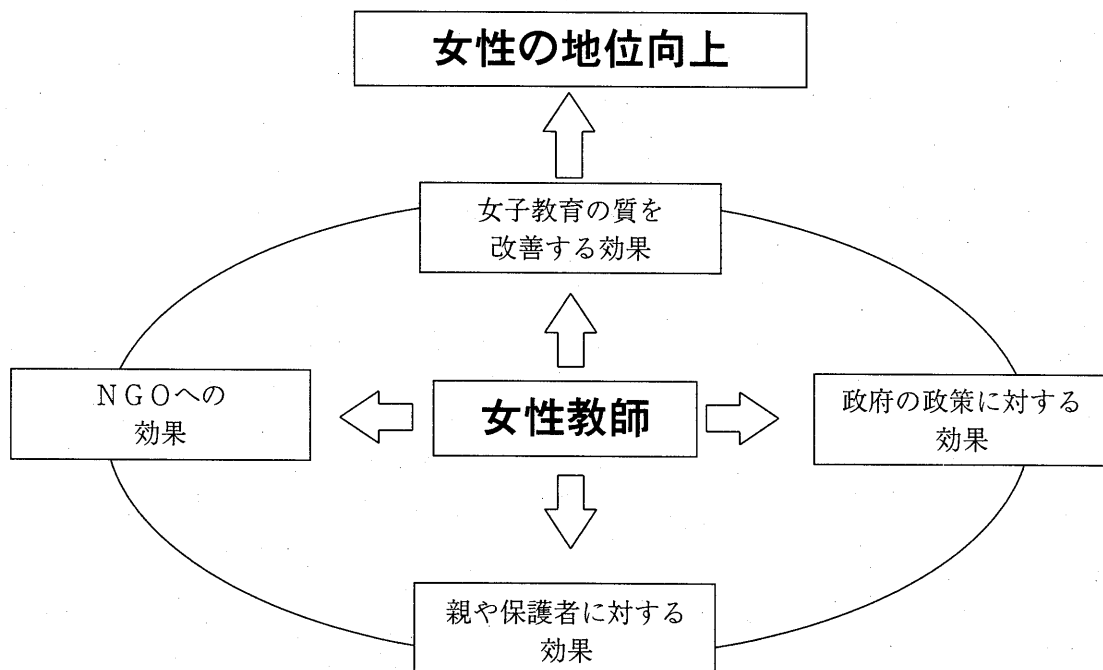 女性の地位向上
女子教育の質を
改善する効果
ＮＧＯへの
効果
女性教師
政府の政策に対する
効果
親や保護者に対する
効果